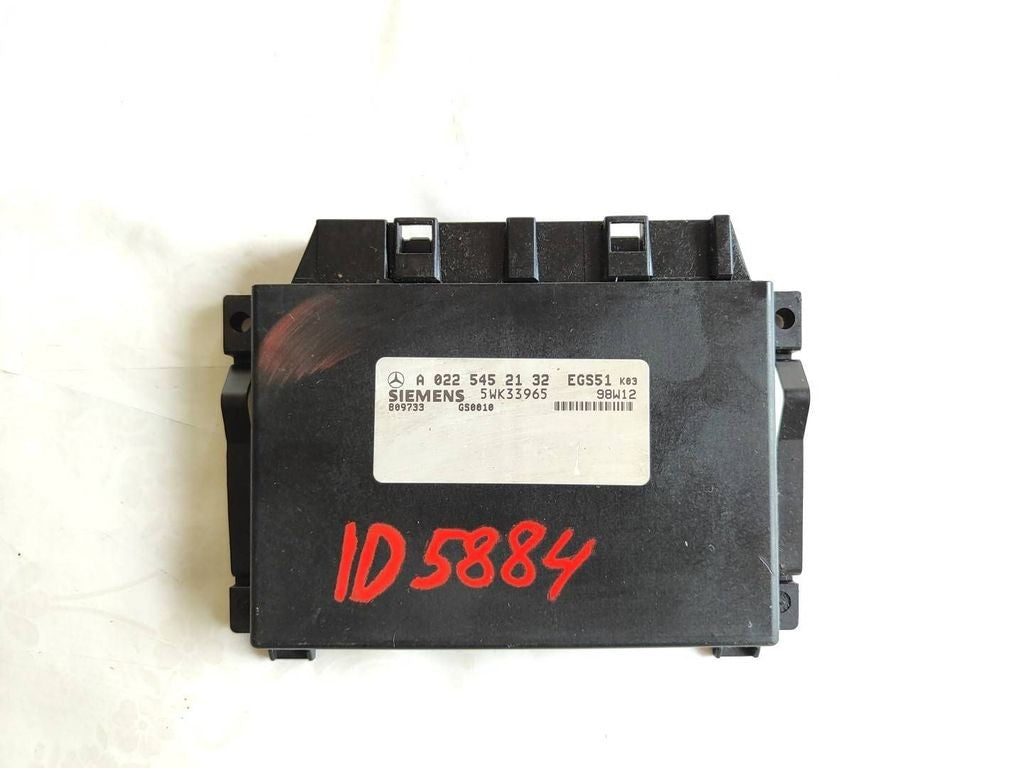 A 022 545 21 32 EGS51 K03
SIEMENS 5WK33965 98W12
809733 GS0010
ID5884